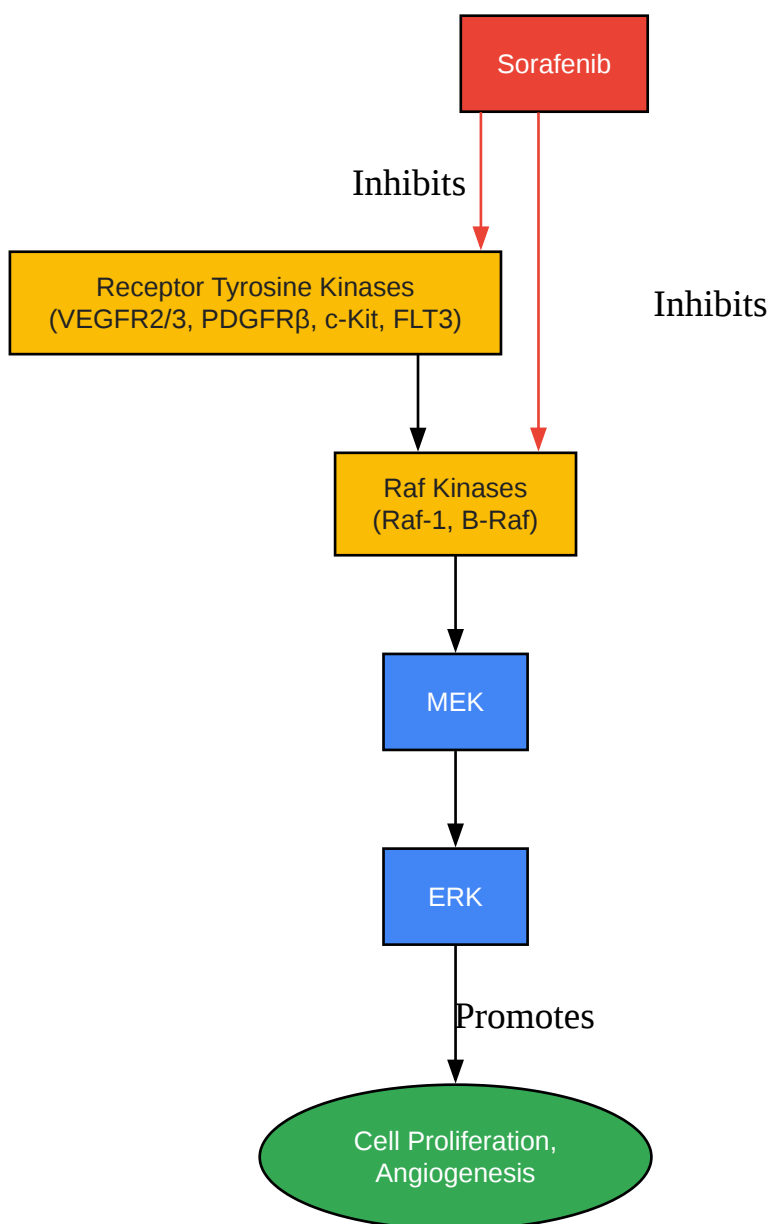 Sorafenib
Inhibits
Receptor Tyrosine Kinases
(VEGFR2/3, PDGFRβ, c-Kit, FLT3)
Inhibits
Raf Kinases
(Raf-1, B-Raf)
MEK
ERK
Promotes
Cell Proliferation,
Angiogenesis